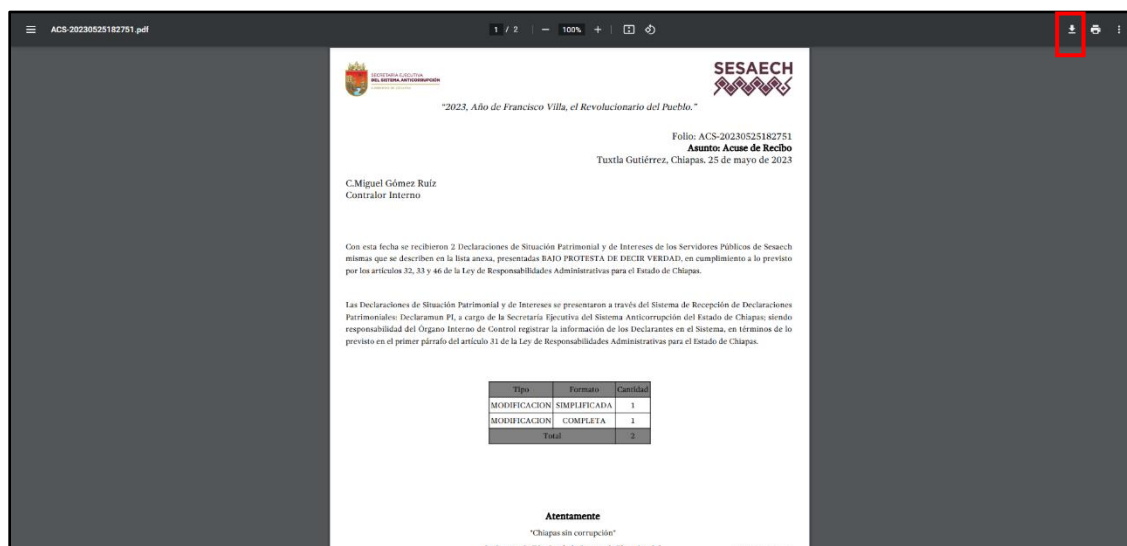 ACS-20230525182751.pdf
1 / 2 | − 100% +
SECRETARÍA EJECUTIVA
DEL SISTEMA ANTICORRUPCIÓN
SESAECH
"2023, Año de Francisco Villa, el Revolucionario del Pueblo."
Folio: ACS-20230525182751
Asunto: Acuse de Recibo
Tuxtla Gutiérrez, Chiapas. 25 de mayo de 2023
C.Miguel Gómez Ruíz
Contralor Interno
Con esta fecha se recibieron 2 Declaraciones de Situación Patrimonial y de Intereses de los Servidores Públicos de Sesaech
mismas que se describen en la lista anexa, presentadas BAJO PROTESTA DE DECIR VERDAD, en cumplimiento a lo previsto
por los artículos 32, 33 y 46 de la Ley de Responsabilidades Administrativas para el Estado de Chiapas.
Las Declaraciones de Situación Patrimonial y de Intereses se presentaron a través del Sistema de Recepción de Declaraciones
Patrimoniales: Declaramun PI, a cargo de la Secretaría Ejecutiva del Sistema Anticorrupción del Estado de Chiapas; siendo
responsabilidad del Órgano Interno de Control registrar la información de los Declarantes en el Sistema, en términos de lo
previsto en el primer párrafo del artículo 31 de la Ley de Responsabilidades Administrativas para el Estado de Chiapas.
Tipo Formato Cantidad
MODIFICACION SIMPLIFICADA 1
MODIFICACION COMPLETA 1
Total 2
Atentamente
"Chiapas sin corrupción"